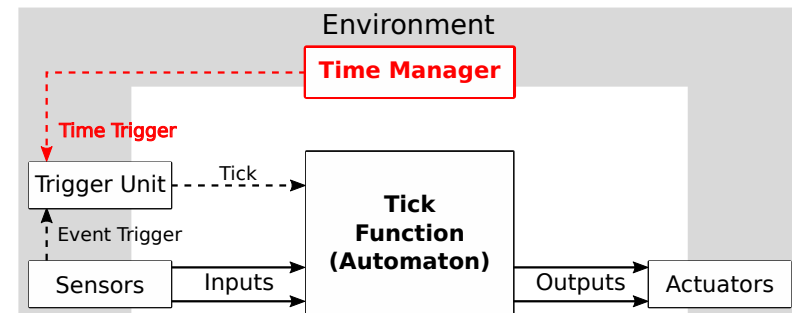 Environment
Time Manager
Time Trigger
Trigger Unit
Tick
Tick
Function
(Automaton)
Event Trigger
Sensors
Inputs
Outputs
Actuators